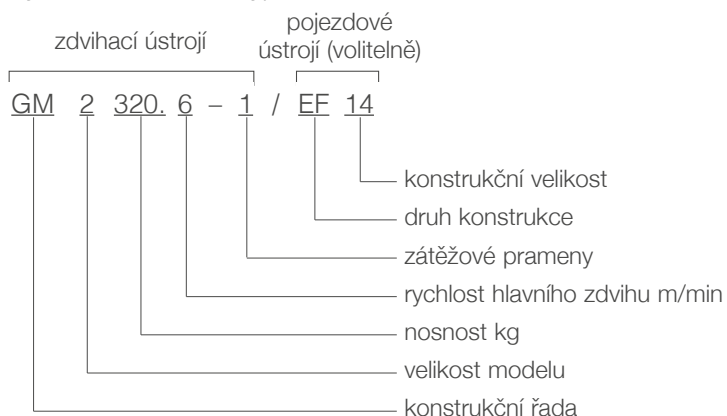 pojezdové
zdvihací ústrojí
ústrojí (volitelně)
GM 2 320. 6 – 1 / EF 14
konstrukční velikost
druh konstrukce
zátěžové prameny
rychlost hlavního zdvihu m/min
nosnost kg
velikost modelu
konstrukční řada